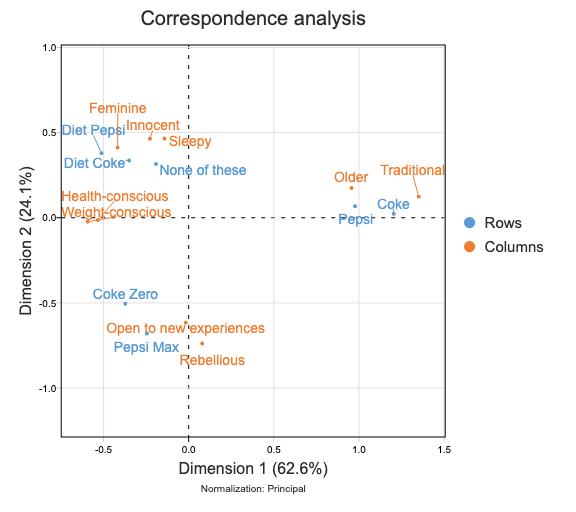 Correspondence analysis
1.0
Feminine
Innocent
Diet Pepsi
0.5
Sleepy
Diet Coke
None of these
Traditional
Older
Health-conscious
Coke
Weight-conscious
0.0
Pepsi
Rows
Columns
Dimension 2 (24.1%)
Coke Zero
-0.5
Open to new experiences
Pepsi Max
Rebellious
-1.0
-0.5 0.0 0.5 1.0 1.5
Dimension 1 (62.6%)
Normalization: Principal